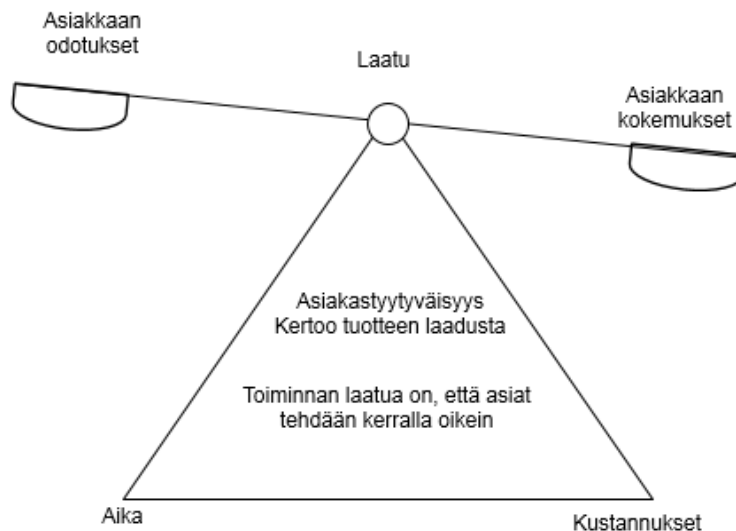 Asiakkaan
odotukset
Laatu
Asiakkaan
kokemukset
Asiakastyytyväisyys
Kertoo tuotteen laadusta
Toiminnan laatua on, että asiat
tehdään kerralla oikein
Aika
Kustannukset